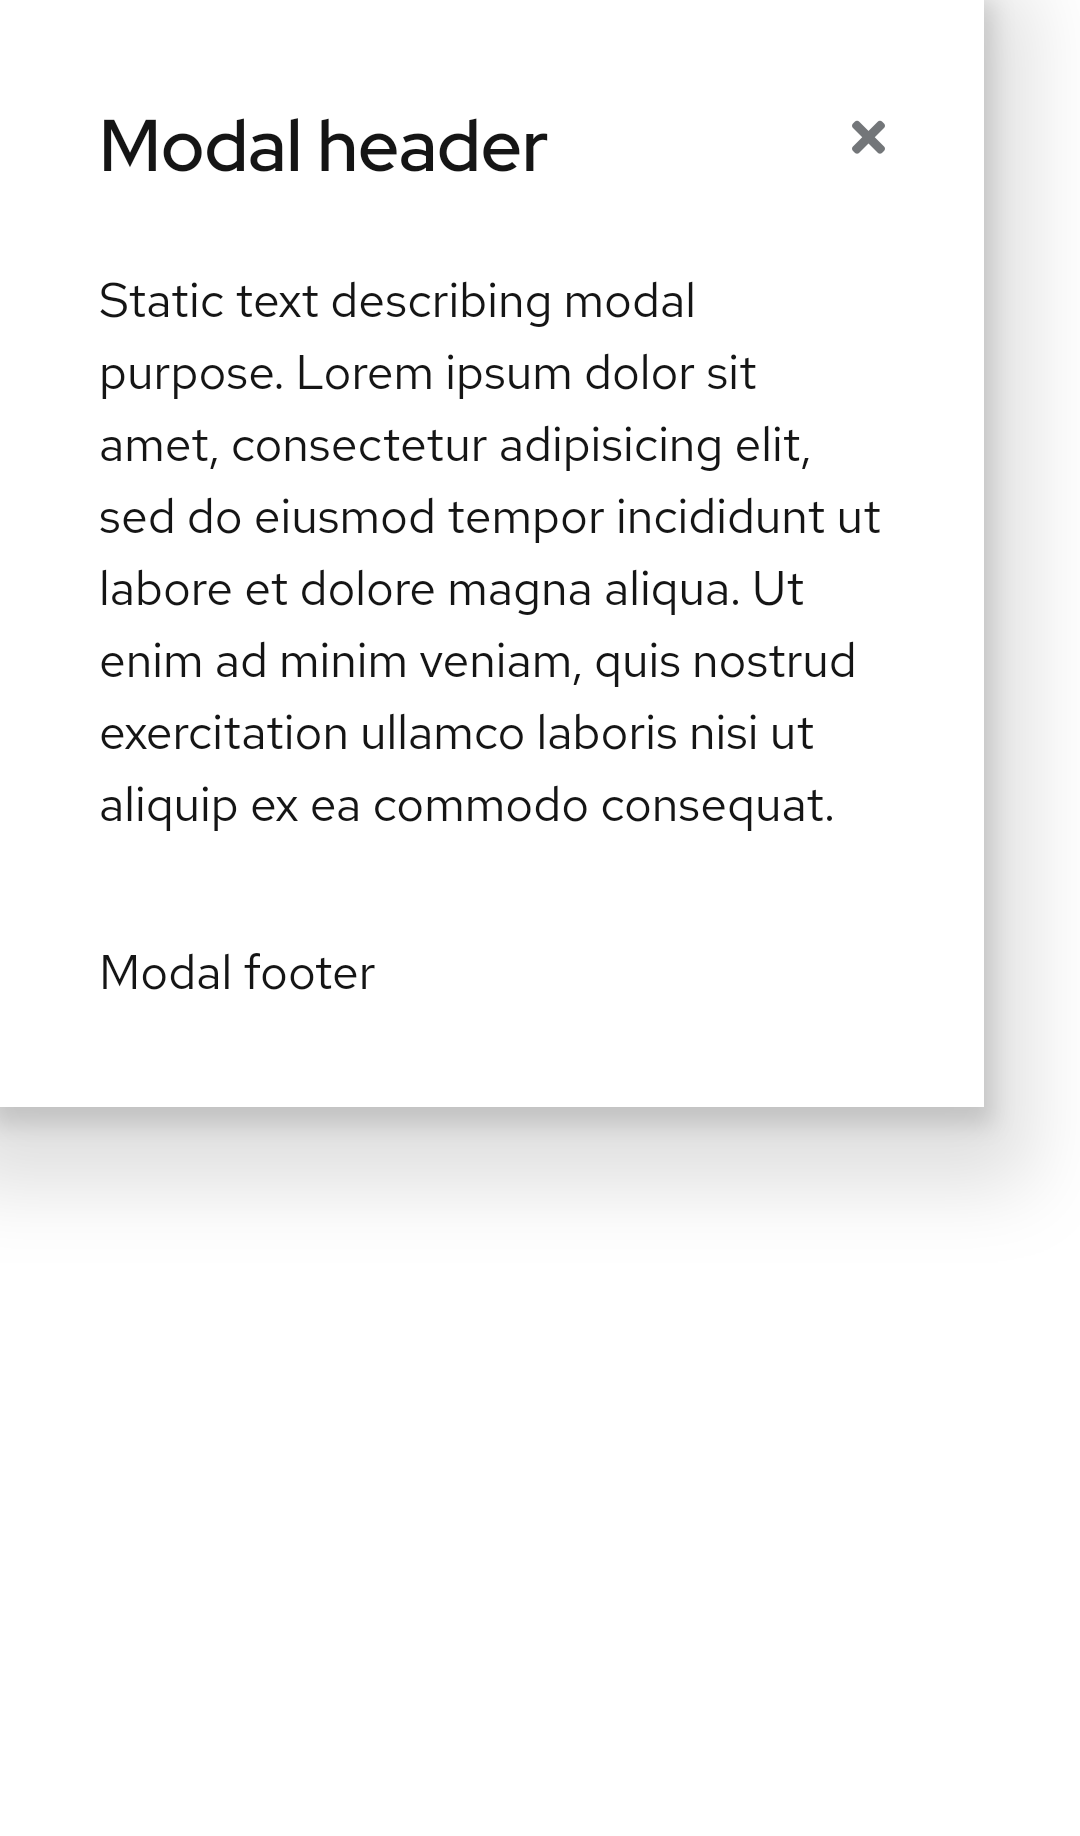 Modal header
Static text describing modal
purpose. Lorem ipsum dolor sit
amet, consectetur adipisicing elit,
sed do eiusmod tempor incididunt ut
labore et dolore magna aliqua. Ut
enim ad minim veniam, quis nostrud
exercitation ullamco laboris nisi ut
aliquip ex ea commodo consequat.
Modal footer